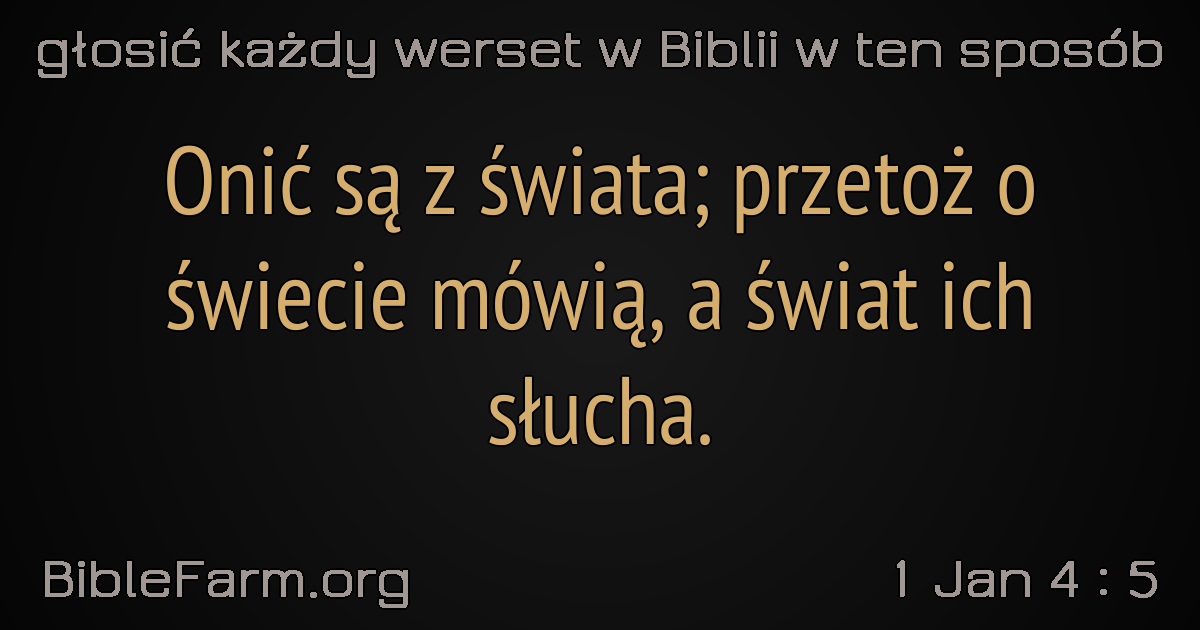 głosić każdy werset w Biblii w ten sposób
Onić są z świata; przetoż o
świecie mówią, a świat ich
słucha.
BibleFarm.org
1 Jan 4 : 5